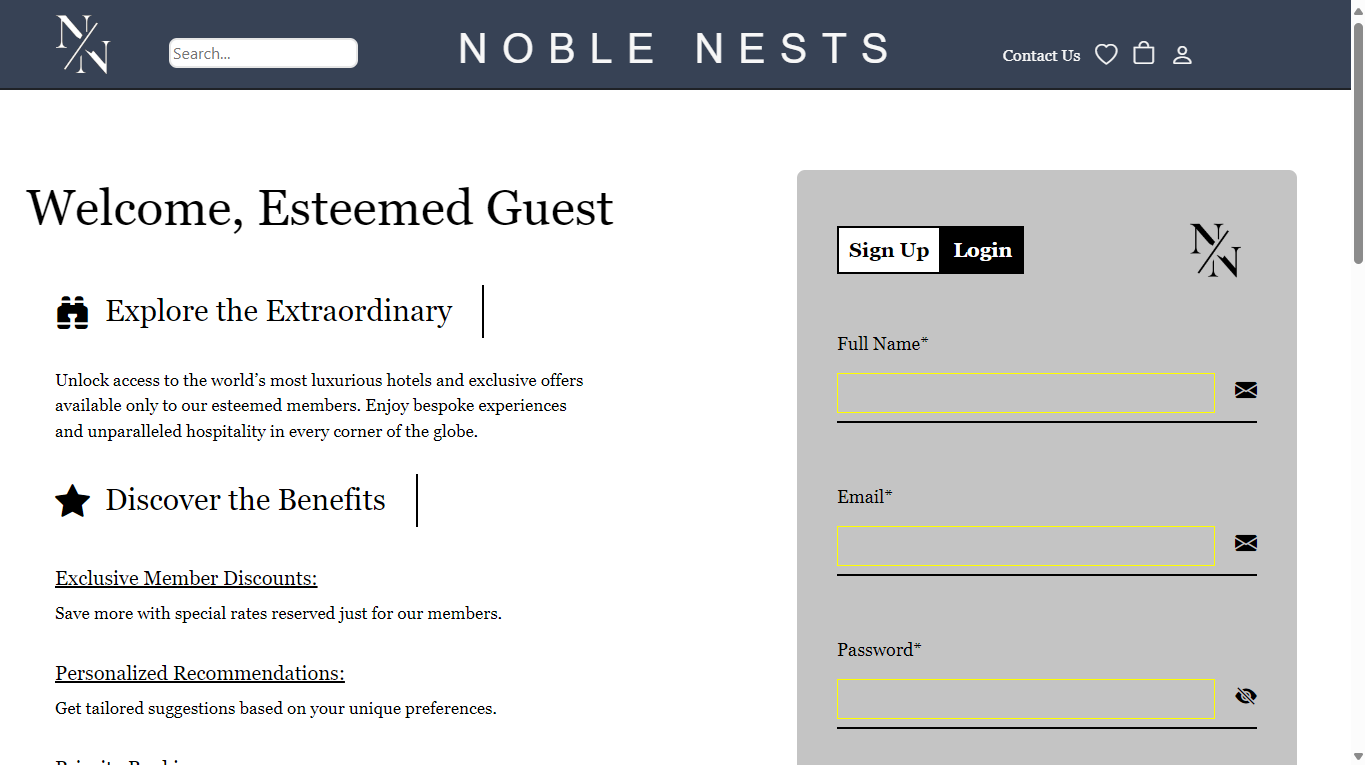 N/N
Search...
NOBLE NESTS
Contact Us
Welcome, Esteemed Guest
Explore the Extraordinary
Unlock access to the world’s most luxurious hotels and exclusive offers
available only to our esteemed members. Enjoy bespoke experiences
and unparalleled hospitality in every corner of the globe.
Discover the Benefits
Exclusive Member Discounts:
Save more with special rates reserved just for our members.
Personalized Recommendations:
Get tailored suggestions based on your unique preferences.
Sign Up Login
N/N
Full Name*
Email*
Password*